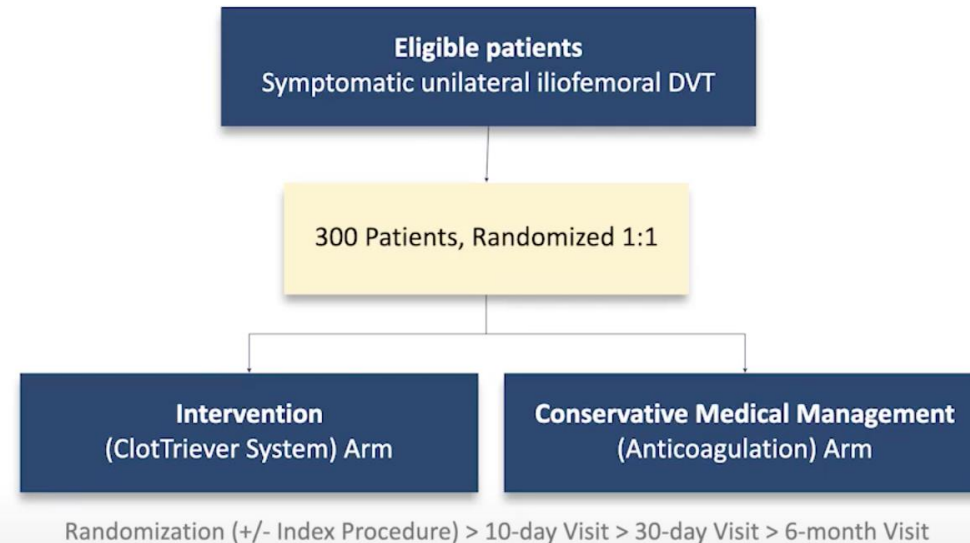 Eligible patients
Symptomatic unilateral iliofemoral DVT
300 Patients, Randomized 1:1
Intervention
(ClotTriever System) Arm
Conservative Medical Management
(Anticoagulation) Arm
Randomization (+/- Index Procedure) > 10-day Visit > 30-day Visit > 6-month Visit